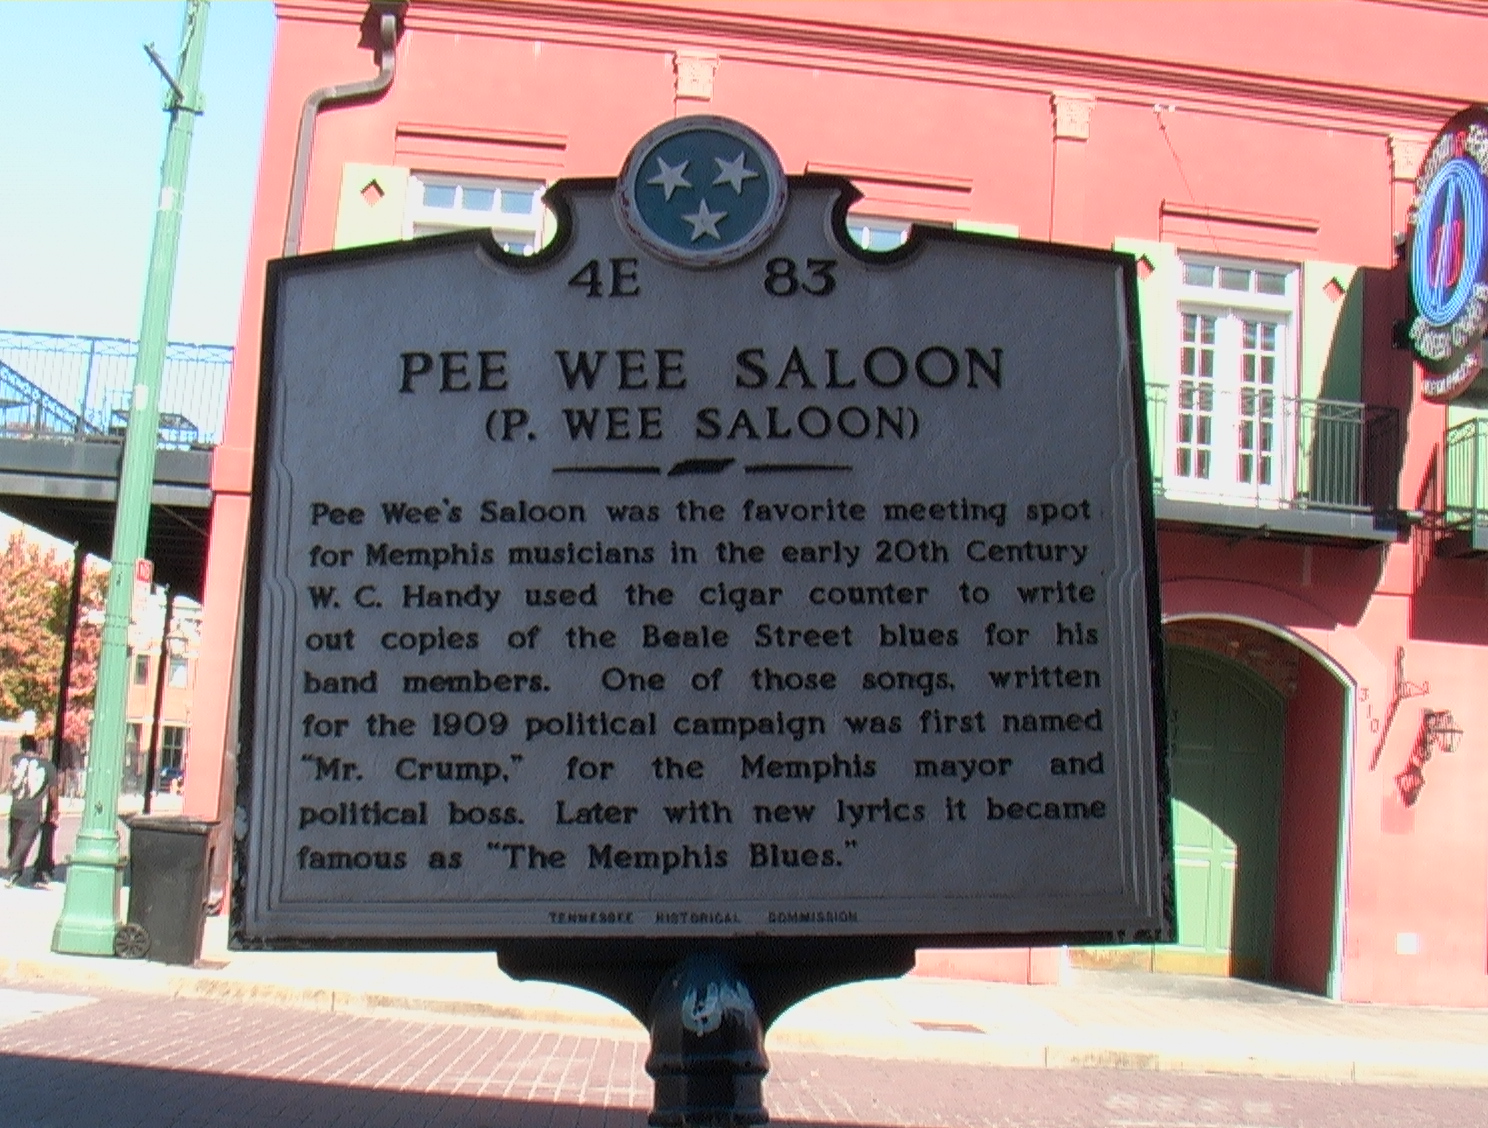 4E 83
PEE WEE SALOON
(P. WEE SALOON)
Pee Wee's Saloon was the favorite meeting spot
for Memphis musicians in the early 20th Century
W. C. Handy used the cigar counter to write
out copies of the Beale Street blues for his
band members. One of those songs, written
for the 1909 political campaign was first named
"Mr. Crump," for the Memphis mayor and
political boss. Later with new lyrics it became
famous as "The Memphis Blues."
TENNESSEE HISTORICAL COMMISSION
310